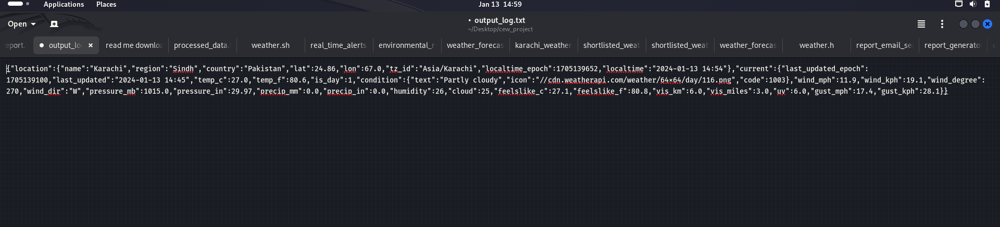 Applications Places Jan 13 14:59
Open • output_log.txt
~/Desktop/cew_project
eport. output_lo × read me downlo processed_data. weather.sh real_time_alerts environmental_r weather_forecas karachi_weather shortlisted_weat shortlisted_weat weather_forecas weather.h report_email_se report_generato
{"location":{"name":"Karachi","region":"Sindh","country":"Pakistan","lat":24.86,"lon":67.0,"tz_id":"Asia/Karachi","localtime_epoch":1705139652,"localtime":"2024-01-13 14:54"},"current":{"last_updated_epoch":
1705139100,"last_updated":"2024-01-13 14:45","temp_c":27.0,"temp_f":80.6,"is_day":1,"condition":{"text":"Partly cloudy","icon":"//cdn.weatherapi.com/weather/64x64/day/116.png","code":1003},"wind_mph":11.9,"wind_kph":19.1,"wind_degree":
270,"wind_dir":"W","pressure_mb":1015.0,"pressure_in":29.97,"precip_mm":0.0,"precip_in":0.0,"humidity":26,"cloud":25,"feelslike_c":27.1,"feelslike_f":80.8,"vis_km":6.0,"vis_miles":3.0,"uv":6.0,"gust_mph":17.4,"gust_kph":28.1}}